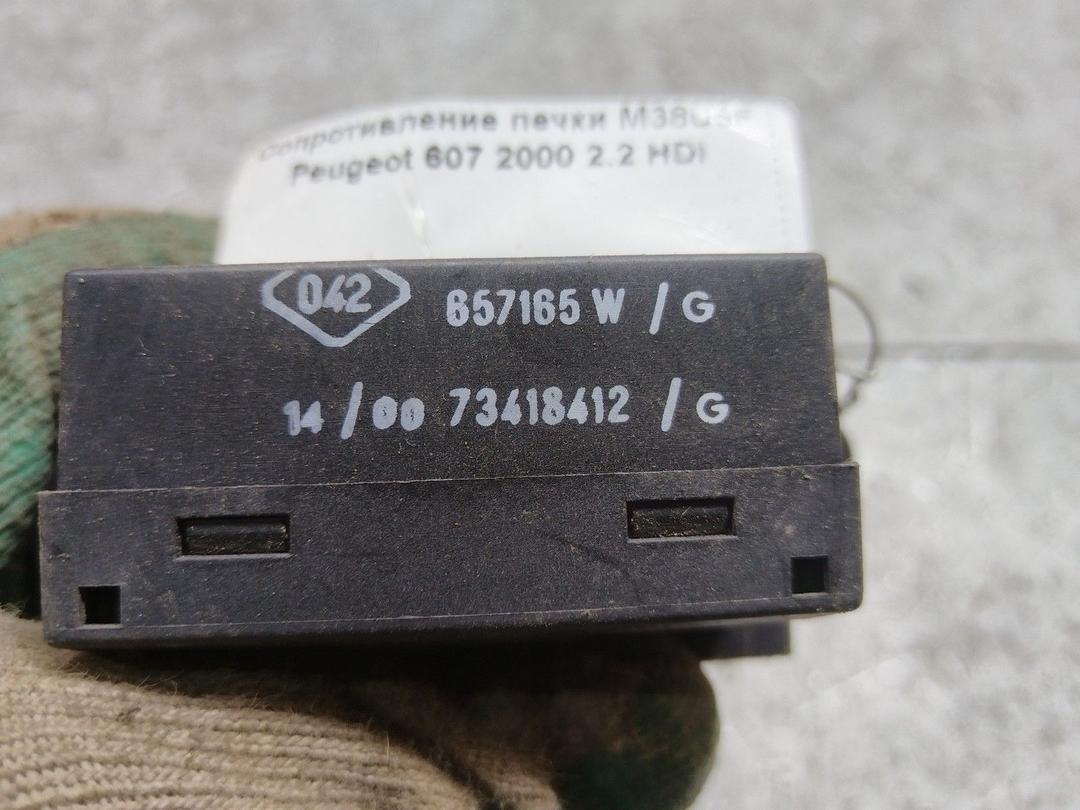 Сопротивление печки
Peugeot 607 2000 2.2 HDI
042 657165 W / G
14 / 00 73418412 / G